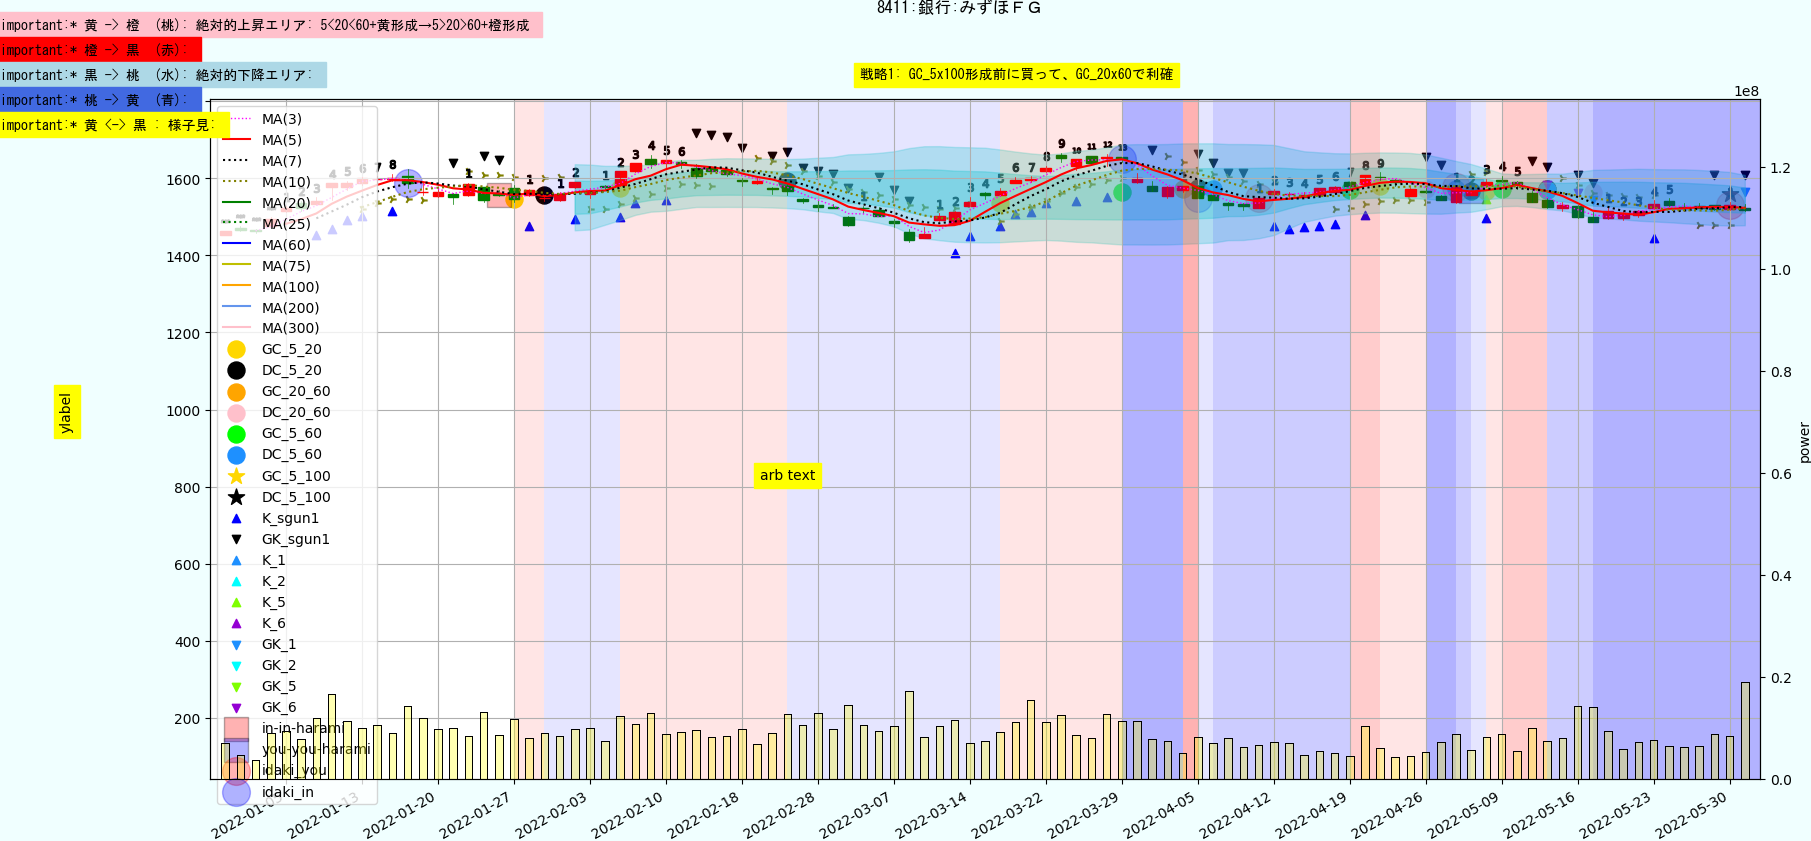 8411:銀行:みずほＦＧ
important:* 黄 -> 橙 （桃）: 絶対的上昇エリア: 5<20<60+黄形成→5>20>60+橙形成
important:* 橙 -> 黒 （赤）:
important:* 黒 -> 桃 （水）: 絶対的下降エリア:
important:* 桃 -> 黄 （青）:
important:* 黄 <-> 黒 : 様子見:
戦略1: GC_5x100形成前に買って、GC_20x60で利確
1e8
MA(3)
MA(5)
MA(7)
MA(10)
MA(20)
MA(25)
MA(60)
MA(75)
MA(100)
MA(200)
MA(300)
GC_5_20
DC_5_20
GC_20_60
DC_20_60
GC_5_60
DC_5_60
GC_5_100
DC_5_100
K_sgun1
GK_sgun1
K_1
K_2
K_5
K_6
GK_1
GK_2
GK_5
GK_6
in-in-harami
you-you-harami
idaki_you
idaki_in
1600
1400
1200
1000
800
600
400
200
ylabel
arb text
1.2
1.0
0.8
0.6
0.4
0.2
0.0
power
2022-01-05
2022-01-13
2022-01-20
2022-01-27
2022-02-03
2022-02-10
2022-02-18
2022-02-28
2022-03-07
2022-03-14
2022-03-22
2022-03-29
2022-04-05
2022-04-12
2022-04-19
2022-04-26
2022-05-09
2022-05-16
2022-05-23
2022-05-30